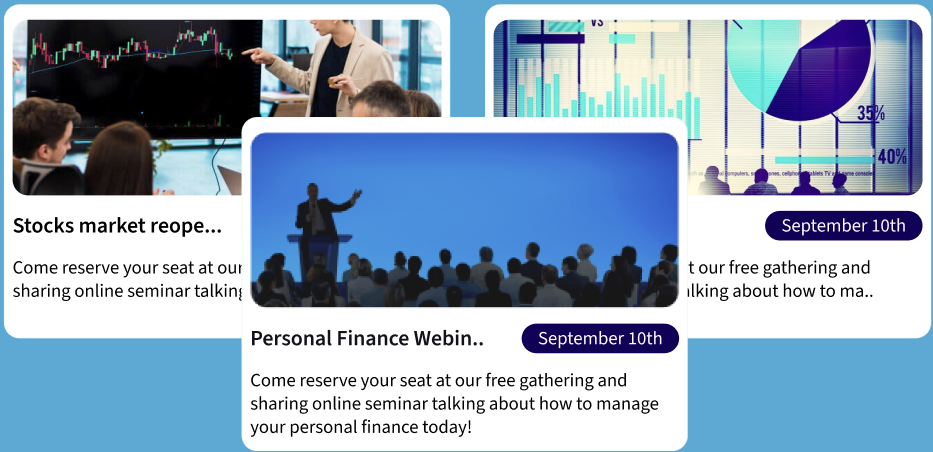 VS
35%
40%
Stocks market reope...
Come reserve your seat at our
sharing online seminar talking
September 10th
t our free gathering and
alking about how to ma..
Personal Finance Webin..
September 10th
Come reserve your seat at our free gathering and
sharing online seminar talking about how to manage
your personal finance today!